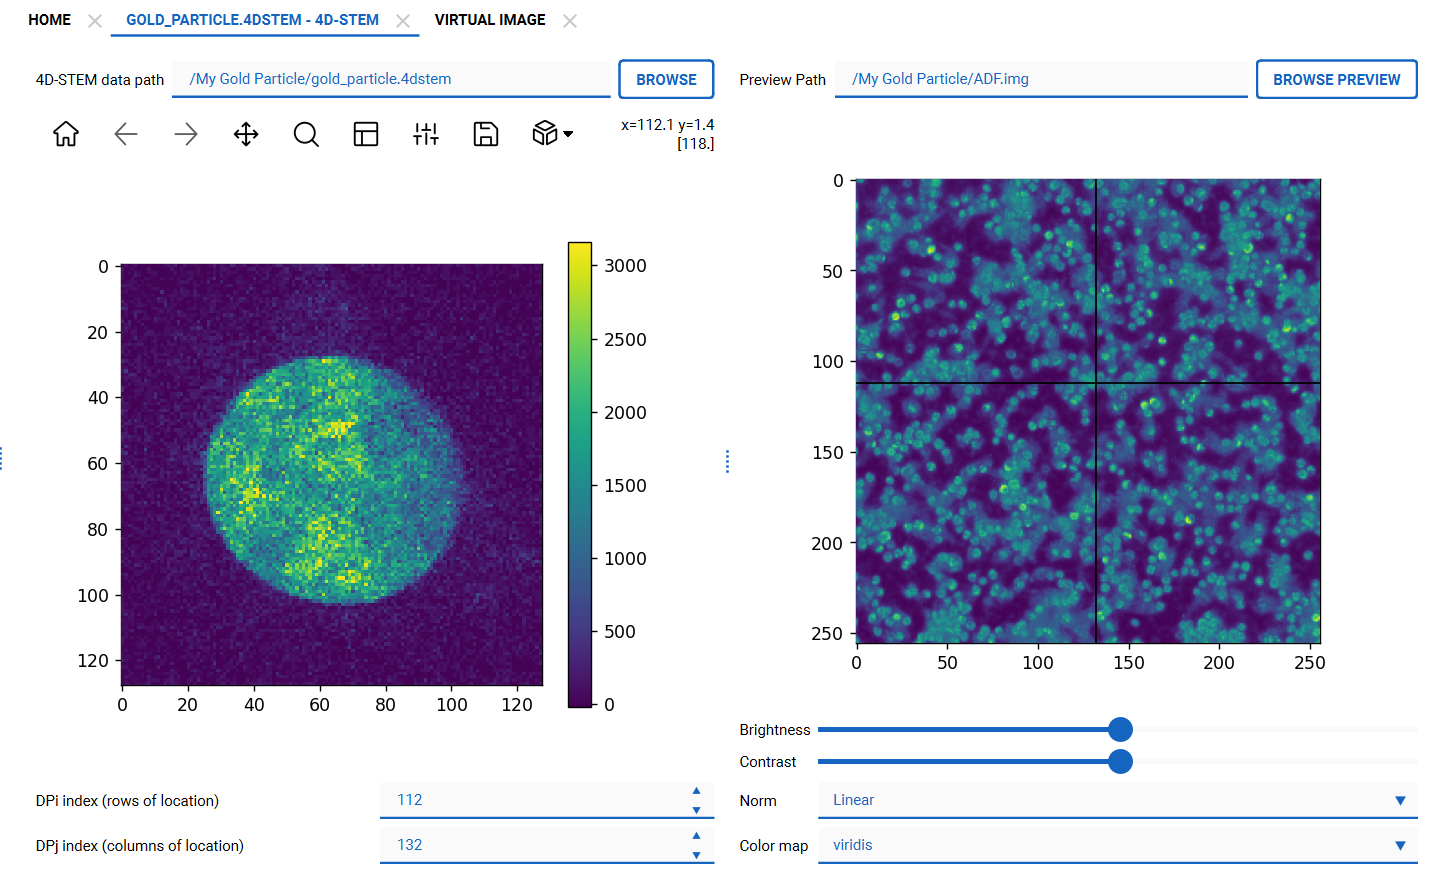 HOME
GOLD_PARTICLE.4DSTEM - 4D-STEM
VIRTUAL IMAGE
4D-STEM data path
/My Gold Particle/gold_particle.4dstem
BROWSE
Preview Path
/My Gold Particle/ADF.img
BROWSE PREVIEW
x=112.1 y=1.4
[118.]
0
20
40
60
80
100
120
0 20 40 60 80 100 120
3000
2500
2000
1500
1000
500
0
0
50
100
150
200
250
0 50 100 150 200 250
Brightness
Contrast
DPi index (rows of location)
112
Norm
Linear
DPj index (columns of location)
132
Color map
viridis